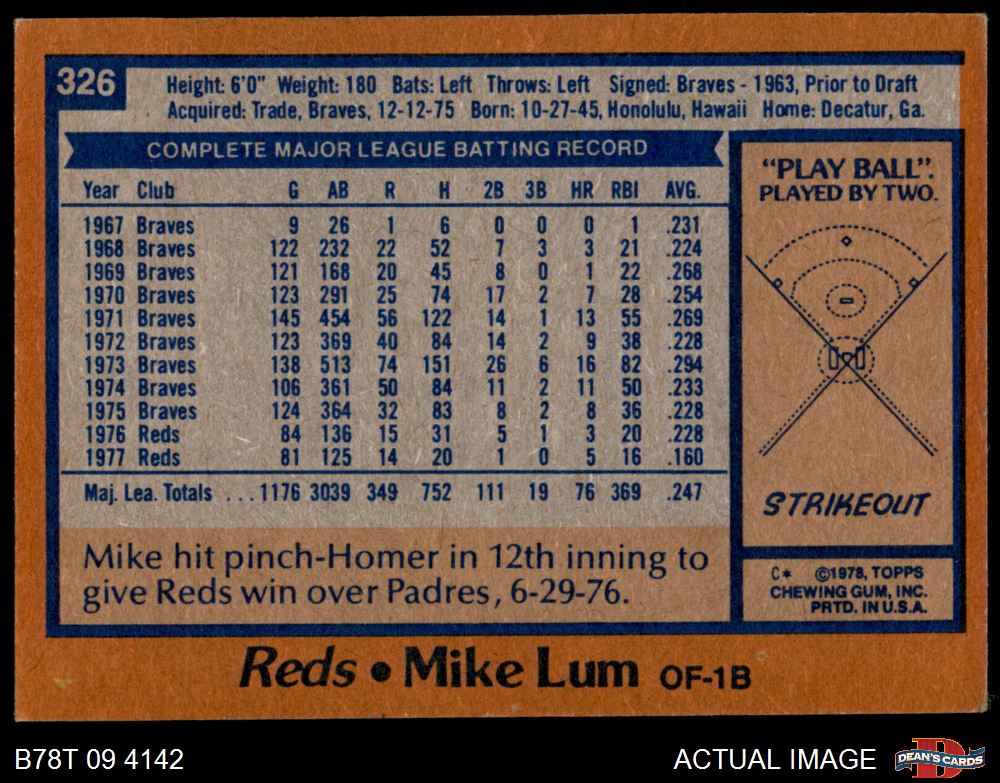 326
Height: 6'0" Weight: 180 Bats: Left Throws: Left Signed: Braves - 1963, Prior to Draft
Acquired: Trade, Braves, 12-12-75 Born: 10-27-45, Honolulu, Hawaii Home: Decatur, Ga.
COMPLETE MAJOR LEAGUE BATTING RECORD
Year Club G AB R H 2B 3B HR RBI AVG.
1967 Braves 9 26 1 6 0 0 0 1 .231
1968 Braves 122 232 22 52 7 3 3 21 .224
1969 Braves 121 168 20 45 8 0 1 22 .268
1970 Braves 123 291 25 74 17 2 7 28 .254
1971 Braves 145 454 56 122 14 1 13 55 .269
1972 Braves 123 369 40 84 14 2 9 38 .228
1973 Braves 138 513 74 151 26 6 16 82 .294
1974 Braves 106 361 50 84 11 2 11 50 .233
1975 Braves 124 364 32 83 8 2 8 36 .228
1976 Reds 84 136 15 31 5 1 3 20 .228
1977 Reds 81 125 14 20 1 0 5 16 .160
Maj. Lea. Totals ...1176 3039 349 752 111 19 76 369 .247
Mike hit pinch-Homer in 12th inning to
give Reds win over Padres, 6-29-76.
"PLAY BALL".
PLAYED BY TWO.
STRIKEOUT
C* ©1978, TOPPS
CHEWING GUM, INC.
PRTD. IN U.S.A.
Reds • Mike Lum OF-1B
B78T 09 4142
ACTUAL IMAGE
D
DEAN'S CARDS